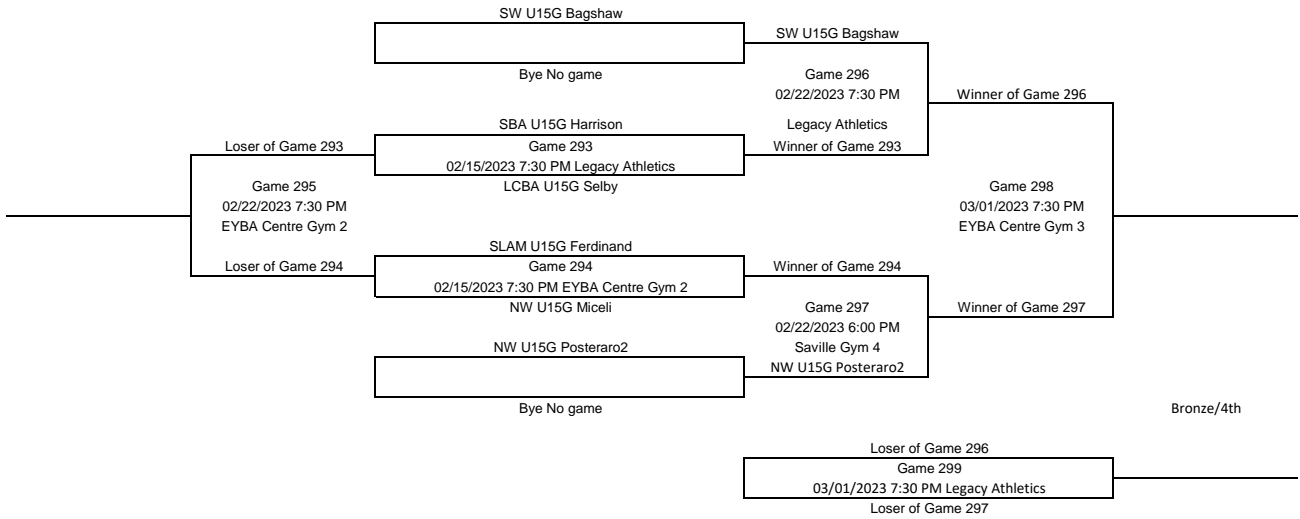 SW U15G Bagshaw
SW U15G Bagshaw
Bye No game
Game 296
02/22/2023 7:30 PM
Winner of Game 296
SBA U15G Harrison
Legacy Athletics
Loser of Game 293
Game 293
Winner of Game 293
02/15/2023 7:30 PM Legacy Athletics
LCBA U15G Selby
Game 295
02/22/2023 7:30 PM
EYBA Centre Gym 2
Game 298
03/01/2023 7:30 PM
EYBA Centre Gym 3
SLAM U15G Ferdinand
Loser of Game 294
Game 294
Winner of Game 294
02/15/2023 7:30 PM EYBA Centre Gym 2
NW U15G Miceli
Game 297
Winner of Game 297
02/22/2023 6:00 PM
Saville Gym 4
NW U15G Posteraro2
NW U15G Posteraro2
Bye No game
Bronze/4th
Loser of Game 296
Game 299
03/01/2023 7:30 PM Legacy Athletics
Loser of Game 297